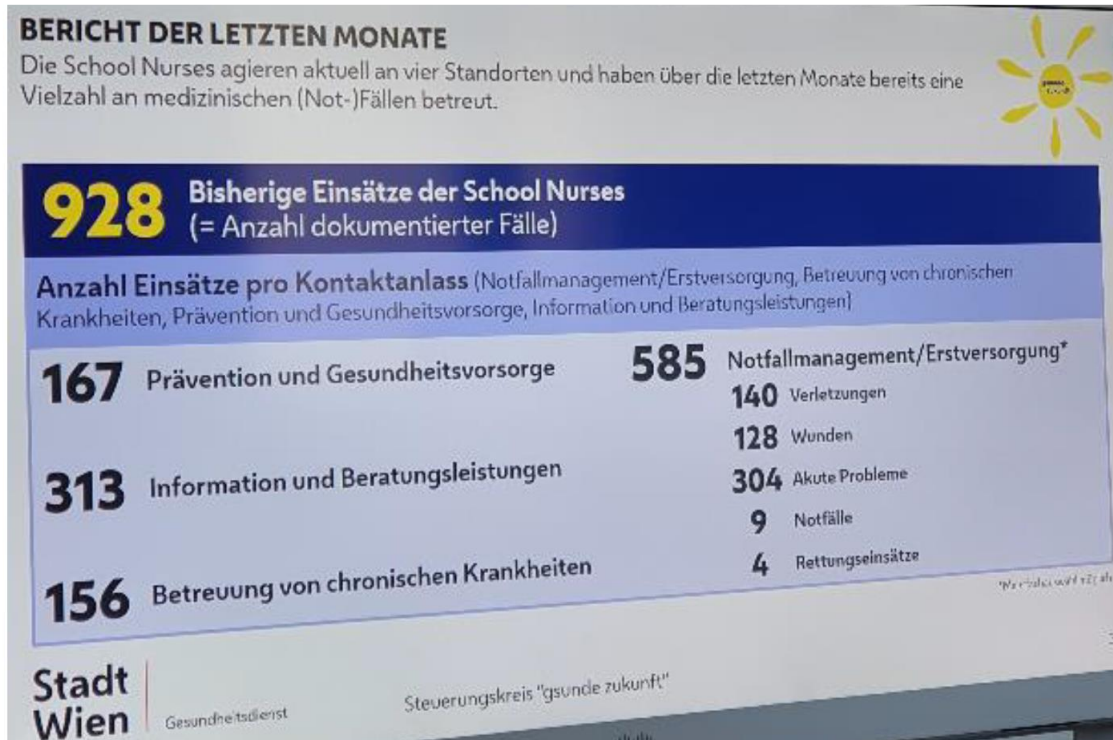 BERICHT DER LETZTEN MONATE
Die School Nurses agieren aktuell an vier Standorten und haben über die letzten Monate bereits eine
Vielzahl an medizinischen (Not-)Fällen betreut.
928
Bisherige Einsätze der School Nurses
(= Anzahl dokumentierter Fälle)
Anzahl Einsätze pro Kontaktanlass (Notfallmanagement/Erstversorgung, Betreuung von chronischen
Krankheiten, Prävention und Gesundheitsvorsorge, Information und Beratungsleistungen)
167 Prävention und Gesundheitsvorsorge
313 Information und Beratungsleistungen
156 Betreuung von chronischen Krankheiten
585 Notfallmanagement/Erstversorgung*
140 Verletzungen
128 Wunden
304 Akute Probleme
9 Notfälle
4 Rettungseinsätze
Stadt
Wien
Gesundheitsdienst
Steuerungskreis "gsunde zukunft"